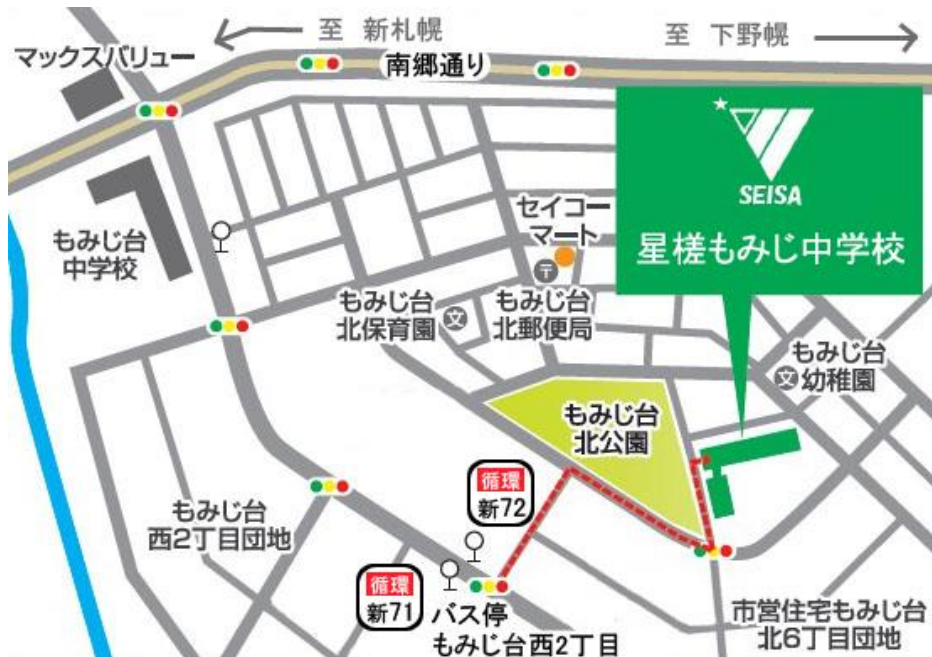 至 新札幌
至 下野幌
マックスバリュー
南郷通り
SEISA
星槎もみじ中学校
セイコー
マート
もみじ台
中学校
〒
もみじ台
北保育園
文
もみじ台
北郵便局
もみじ台
幼稚園
文
もみじ台
北公園
循環
新72
もみじ台
西2丁目団地
循環
新71
バス停
もみじ台西2丁目
市営住宅もみじ台
北6丁目団地